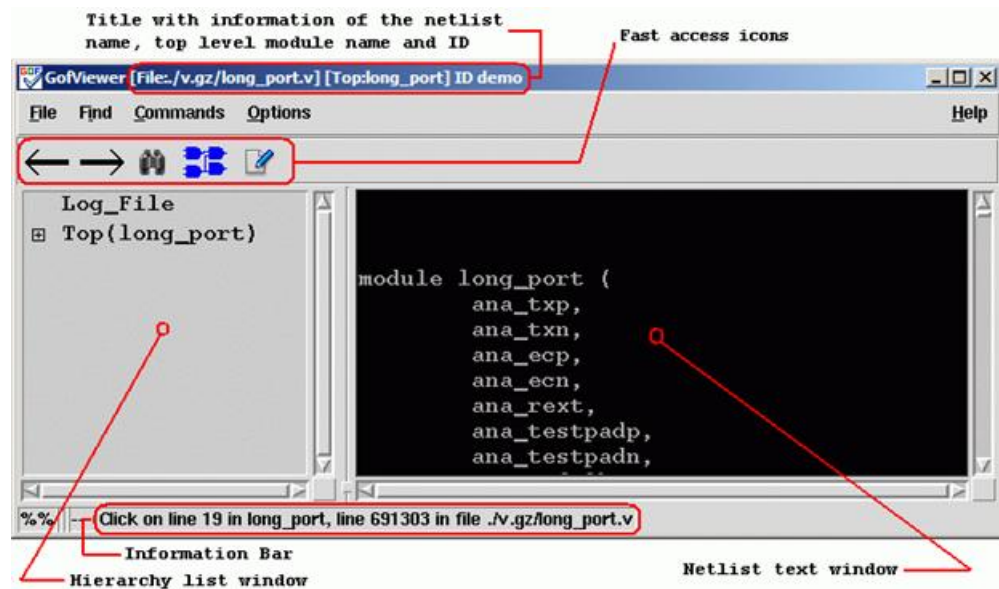 Title with information of the netlist
name, top level module name and ID
Fast access icons
GOF
GofViewer [File:./v.gz/long_port.v] [Top:long_port] ID demo
File Find Commands Options Help
Log_File
Top(long_port)
module long_port (
ana_txp,
ana_txn,
ana_ecp,
ana_ecn,
ana_rext,
ana_testpadp,
ana_testpadn,
%% -- Click on line 19 in long_port, line 691303 in file ./v.gz/long_port.v
Information Bar
Hierarchy list window
Netlist text window